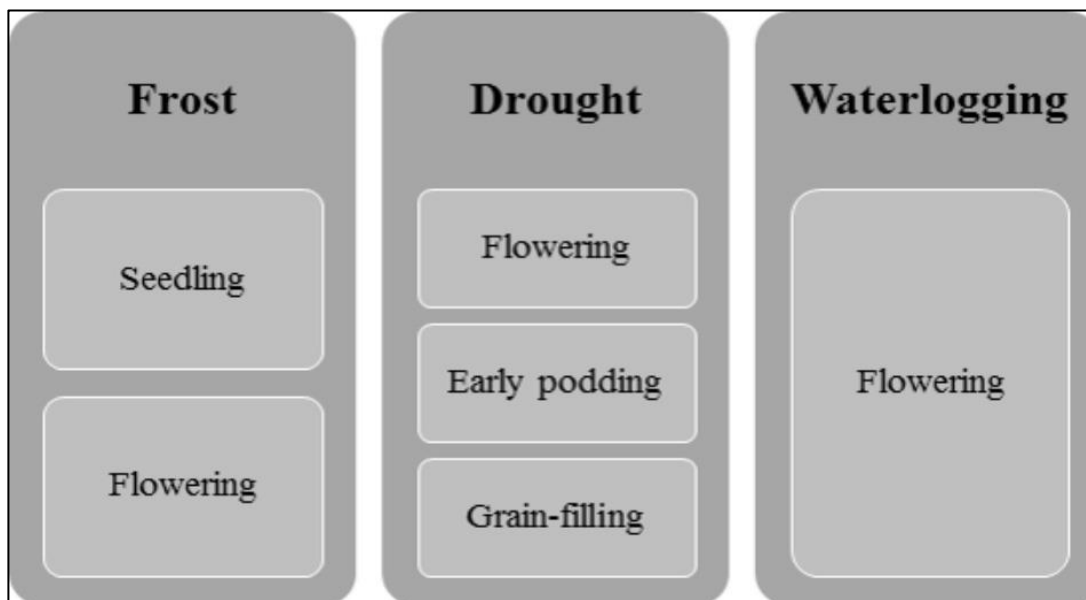 Frost
Seedling
Flowering
Drought
Flowering
Early podding
Grain-filling
Waterlogging
Flowering